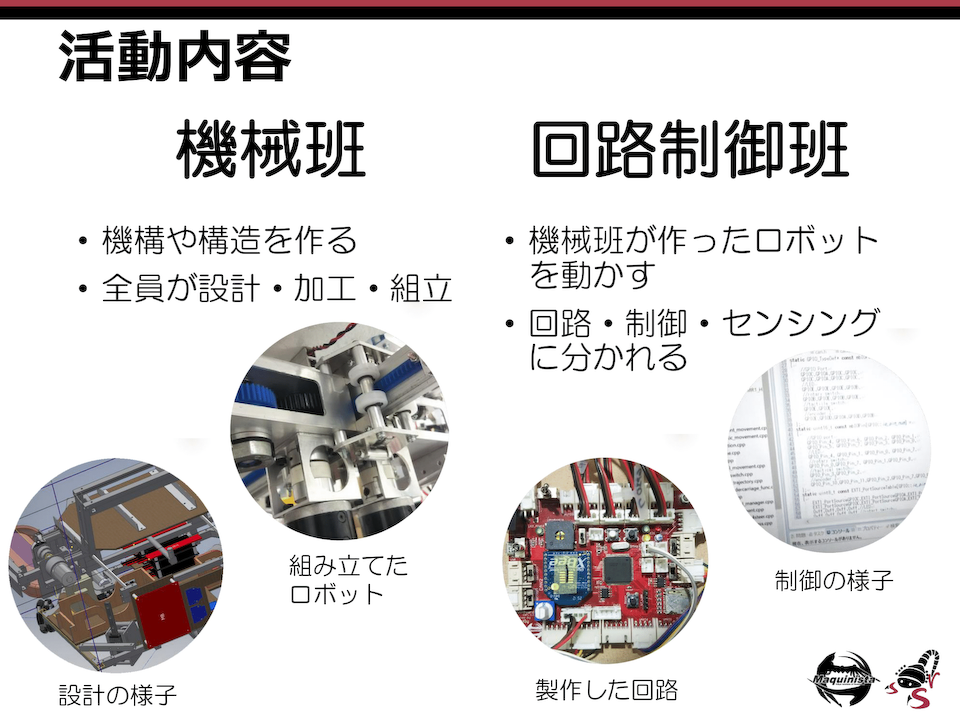 活動内容
機械班
• 機構や構造を作る
• 全員が設計・加工・組立
組み立てた
ロボット
設計の様子
回路制御班
• 機械班が作ったロボット
を動かす
• 回路・制御・センシング
に分かれる
制御の様子
製作した回路
Maquinista